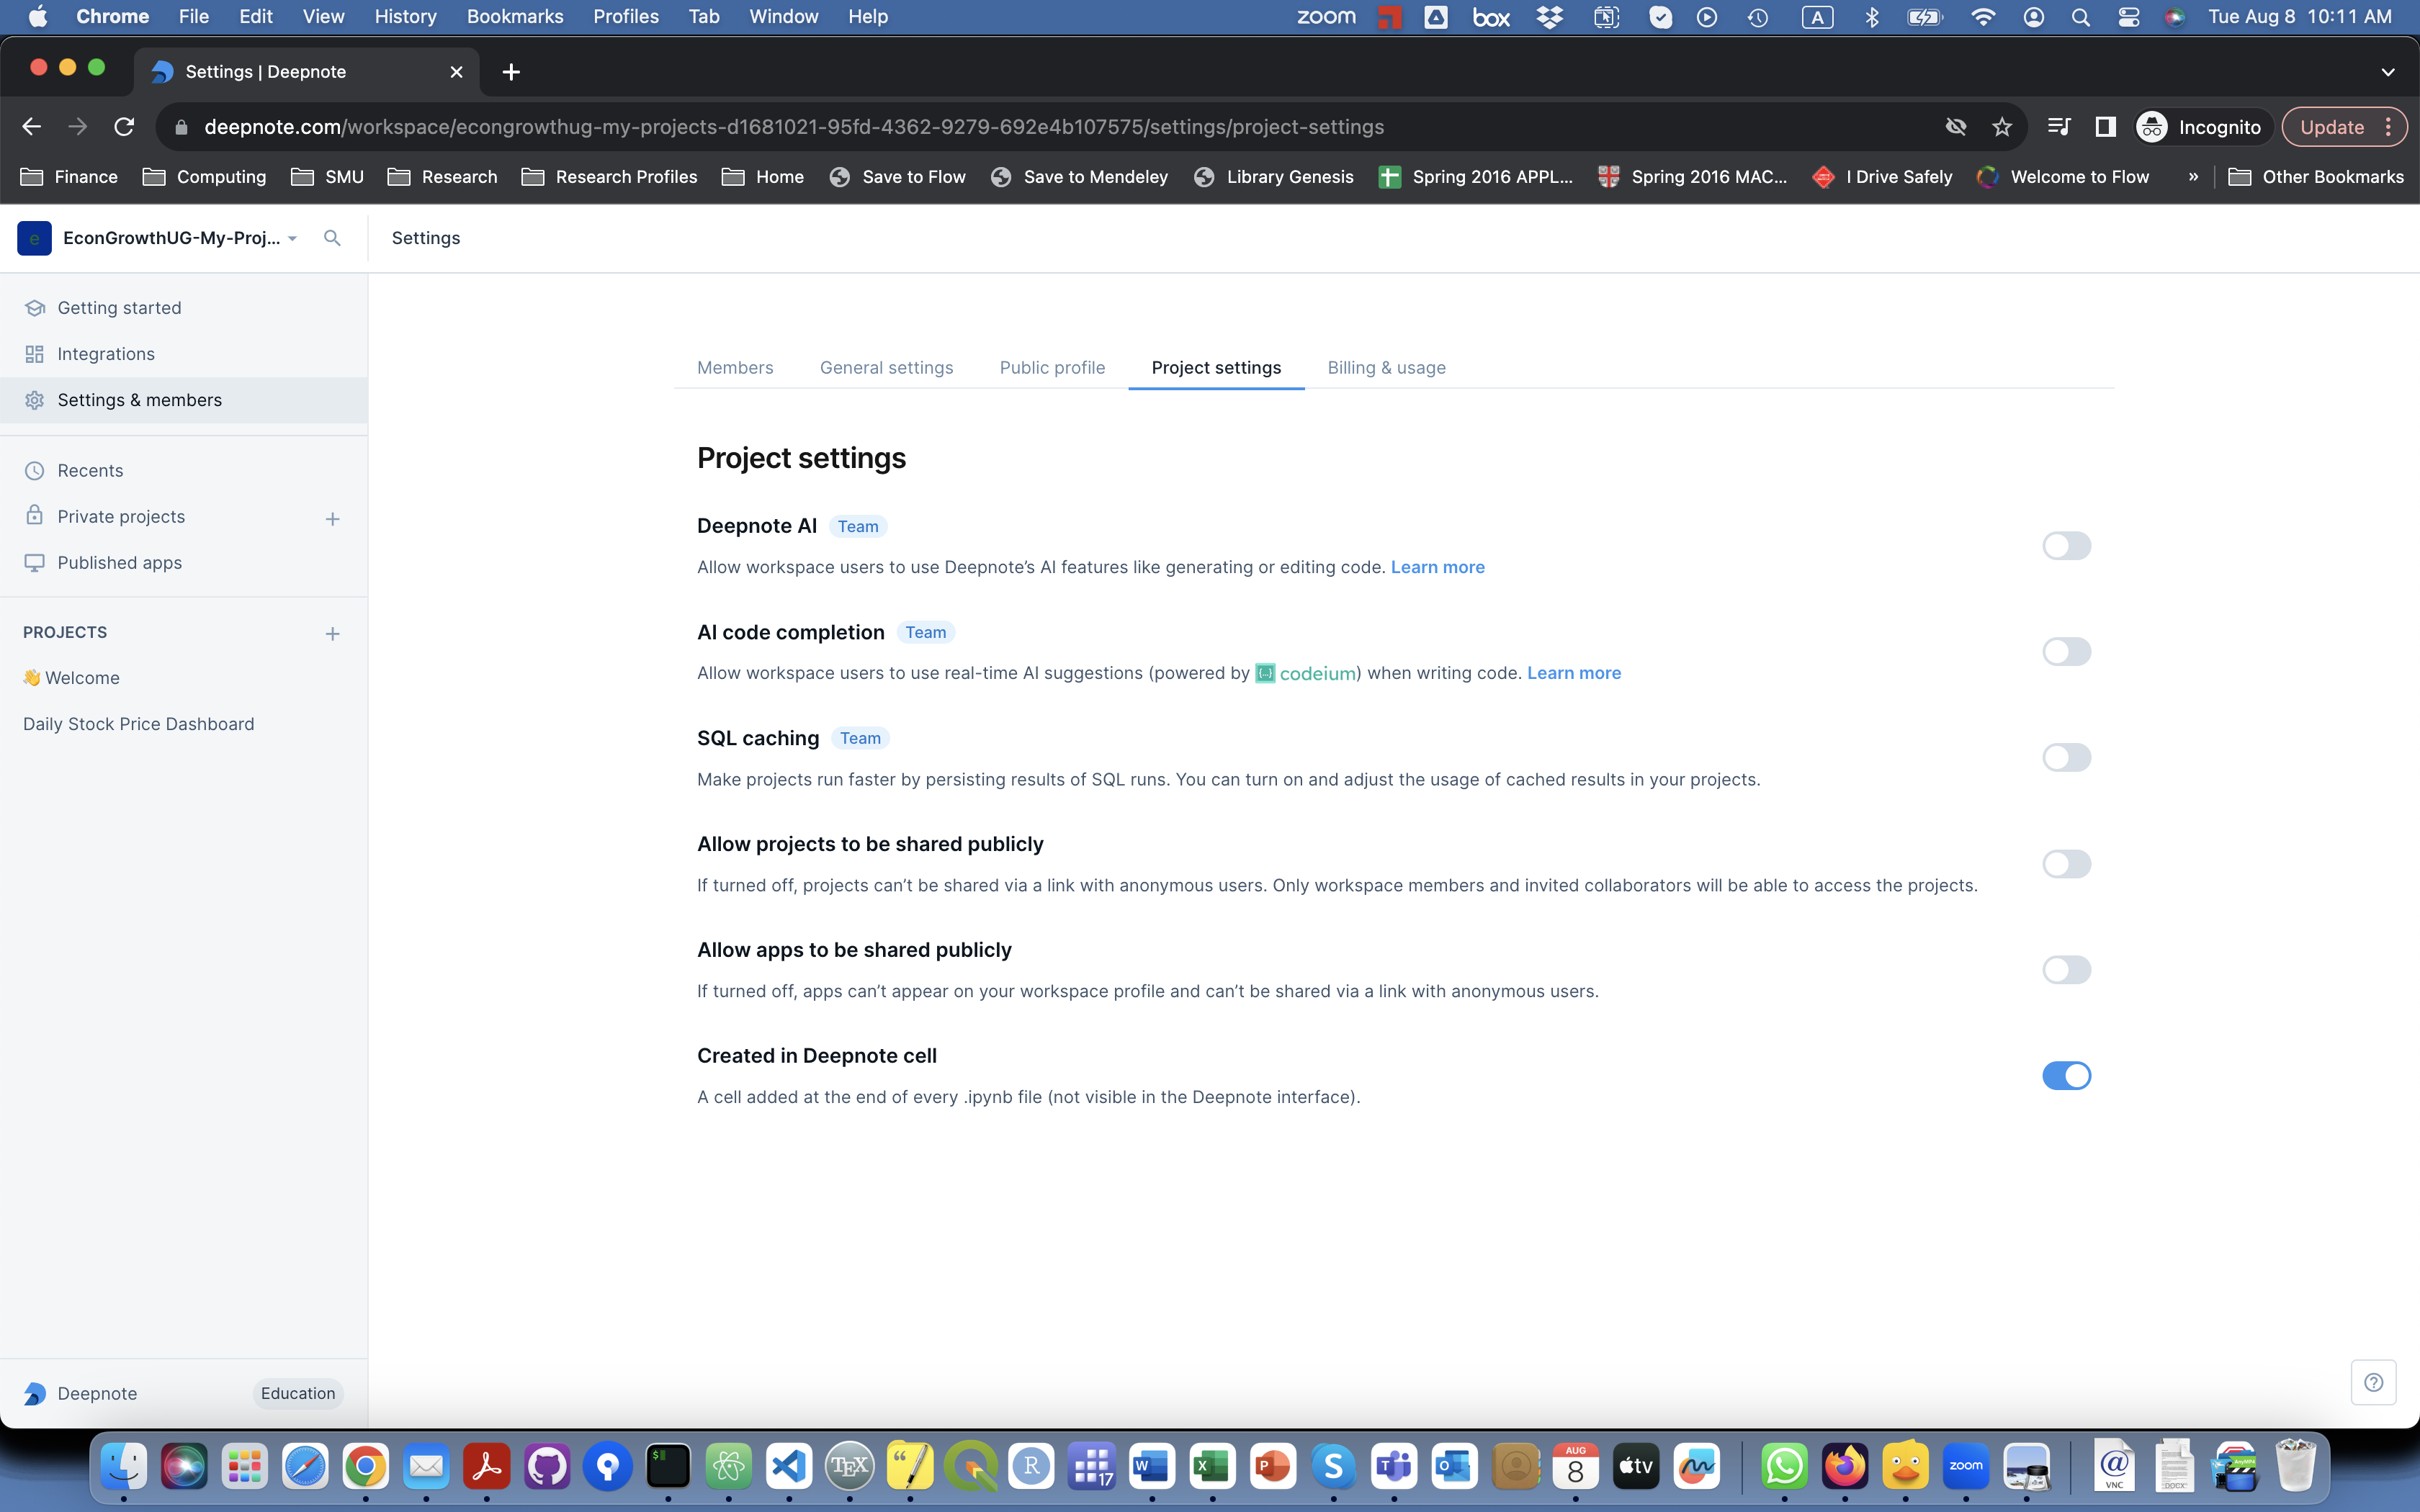 Chrome File Edit View History Bookmarks Profiles Tab Window Help zoom box A Tue Aug 8 10:11 AM
Settings | Deepnote
deepnote.com/workspace/econgrowthug-my-projects-d1681021-95fd-4362-9279-692e4b107575/settings/project-settings Incognito Update
Finance Computing SMU Research Research Profiles Home Save to Flow Save to Mendeley Library Genesis Spring 2016 APPL... Spring 2016 MAC... I Drive Safely Welcome to Flow » Other Bookmarks
e EconGrowthUG-My-Proj... Settings
Getting started
Integrations
Settings & members
Recents
Private projects
Published apps
PROJECTS
👋 Welcome
Daily Stock Price Dashboard
Deepnote Education
Members General settings Public profile Project settings Billing & usage
Project settings
Deepnote AI Team
Allow workspace users to use Deepnote’s AI features like generating or editing code. Learn more
AI code completion Team
Allow workspace users to use real-time AI suggestions (powered by codeium) when writing code. Learn more
SQL caching Team
Make projects run faster by persisting results of SQL runs. You can turn on and adjust the usage of cached results in your projects.
Allow projects to be shared publicly
If turned off, projects can’t be shared via a link with anonymous users. Only workspace members and invited collaborators will be able to access the projects.
Allow apps to be shared publicly
If turned off, apps can’t appear on your workspace profile and can’t be shared via a link with anonymous users.
Created in Deepnote cell
A cell added at the end of every .ipynb file (not visible in the Deepnote interface).
$ TEX R 17 W X P S T O AUG 8 tv zoom @ VNC DOCX